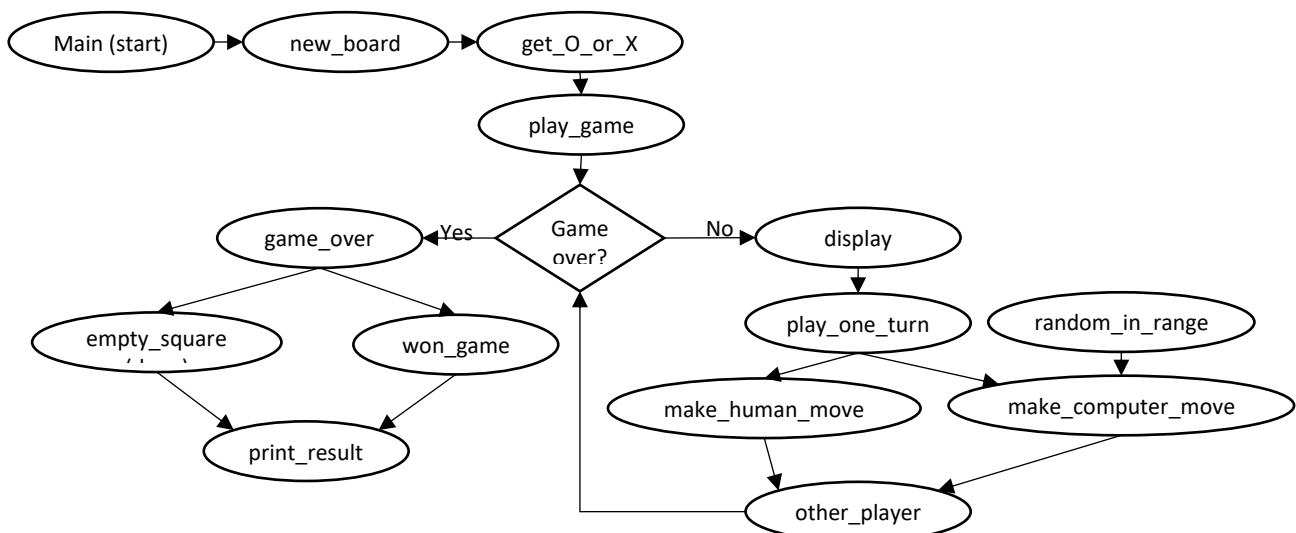 Main (start)
new_board
get_O_or_X
play_game
Game
over?
Yes
No
game_over
display
empty_square
won_game
play_one_turn
random_in_range
make_human_move
make_computer_move
print_result
other_player